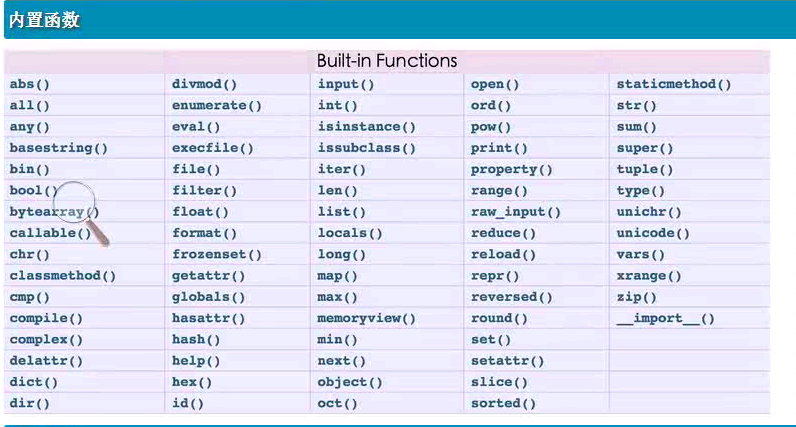 内置函数
Built-in Functions
abs() divmod() input() open() staticmethod()
all() enumerate() int() ord() str()
any() eval() isinstance() pow() sum()
basestring() execfile() issubclass() print() super()
bin() file() iter() property() tuple()
bool() filter() len() range() type()
bytearray() float() list() raw_input() unichr()
callable() format() locals() reduce() unicode()
chr() frozenset() long() reload() vars()
classmethod() getattr() map() repr() xrange()
cmp() globals() max() reversed() zip()
compile() hasattr() memoryview() round() __import__()
complex() hash() min() set()
delattr() help() next() setattr()
dict() hex() object() slice()
dir() id() oct() sorted()